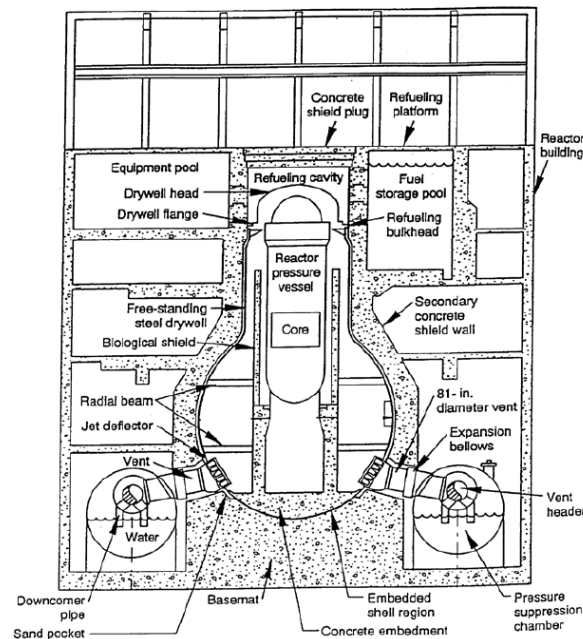 Concrete
shield plug
Refueling
platform
Reactor
building
Equipment pool
Refueling cavity
Drywell head
Fuel
storage pool
Drywell flange
Refueling
bulkhead
Reactor
pressure
vessel
Free-standing
steel drywell
Secondary
concrete
shield wall
Core
Biological shield
81- in.
diameter vent
Radial beam
Jet deflector
Expansion
bellows
Vent
Vent
header
Water
Downcomer
pipe
Basemat
Embedded
shell region
Pressure
suppression
chamber
Sand pocket
Concrete embedment